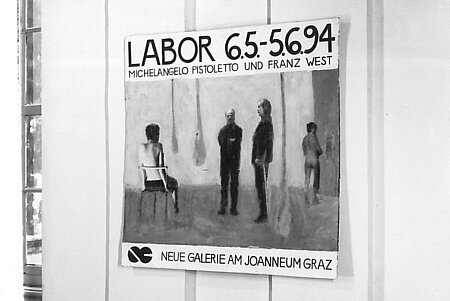 LABOR 6.5.-5.6.94
MICHELANGELO PISTOLETTO UND FRANZ WEST
NEUE GALERIE AM JOANNEUM GRAZ